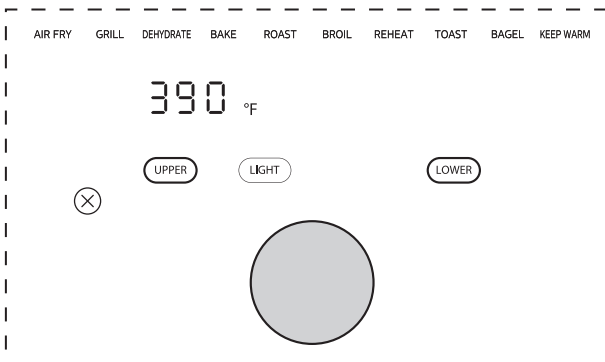 AIR FRY GRILL DEHYDRATE BAKE ROAST BROIL REHEAT TOAST BAGEL KEEP WARM
390 °F
UPPER LIGHT LOWER